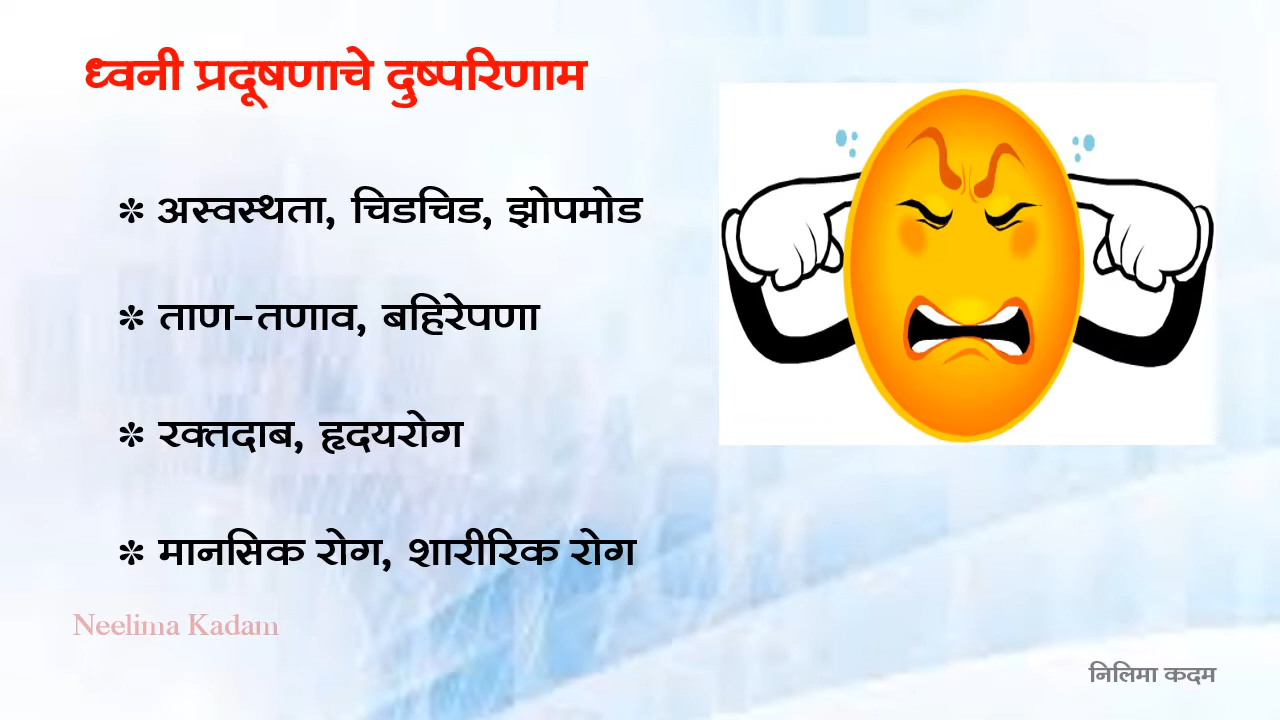 ध्वनी प्रदूषणाचे दुष्परिणाम
✽ अस्वस्थता, चिडचिड, झोपमोड
✽ ताण-तणाव, बहिरेपणा
✽ रक्तदाब, हृदयरोग
✽ मानसिक रोग, शारीरिक रोग
Neelima Kadam
निलिमा कदम